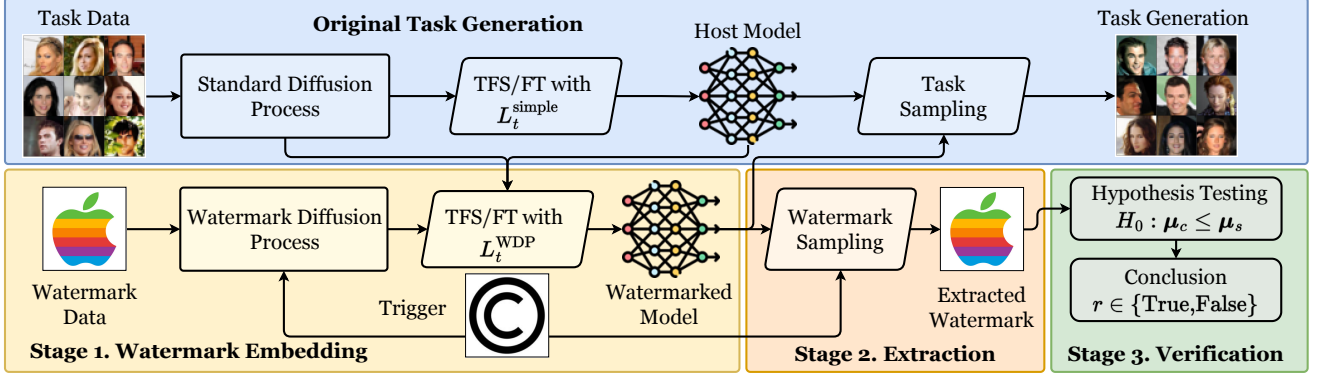 Task Data
Original Task Generation
Host Model
Task Generation
Standard Diffusion
Process
TFS/FT with
L_t^simple
Task
Sampling
Watermark Diffusion
Process
TFS/FT with
L_t^WDP
Watermark
Sampling
Hypothesis Testing
H₀ : μ_c ≤ μ_s
Conclusion
r ∈ {True,False}
Watermark
Data
Trigger
C
Watermarked
Model
Extracted
Watermark
Stage 1. Watermark Embedding
Stage 2. Extraction
Stage 3. Verification